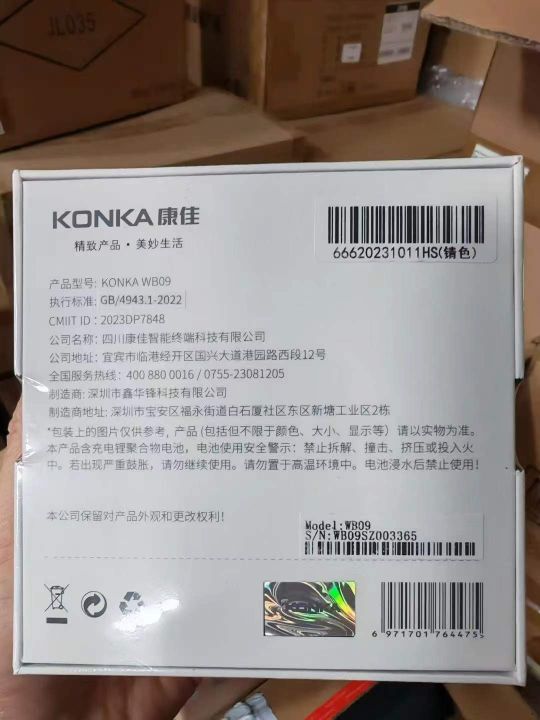 JL035
KONKA 康佳
精致产品·美妙生活
66620231011HS(锖色)
产品型号: KONKA WB09
执行标准: GB/4943.1-2022
CMIIT ID : 2023DP7848
公司名称: 四川康佳智能终端科技有限公司
公司地址: 宜宾市临港经开区国兴大道港园路西段12号
全国服务热线: 400 880 0016 / 0755-23081205
制造商: 深圳市鑫华锋科技有限公司
制造商地址: 深圳市宝安区福永街道白石厦社区东区新塘工业区2栋
*包装上的图片仅供参考, 产品 (包括但不限于颜色、大小、显示等) 请以实物为准。
本产品含充电锂聚合物电池, 电池使用安全警示: 禁止拆解、撞击、挤压或投入火
中。若出现严重鼓胀, 请勿继续使用。请勿置于高温环境中。电池浸水后禁止使用!
本公司保留对产品外观和更改权利!
Model:WB09
S/N:WB09SZ003365
KONKA
6 971701 764475